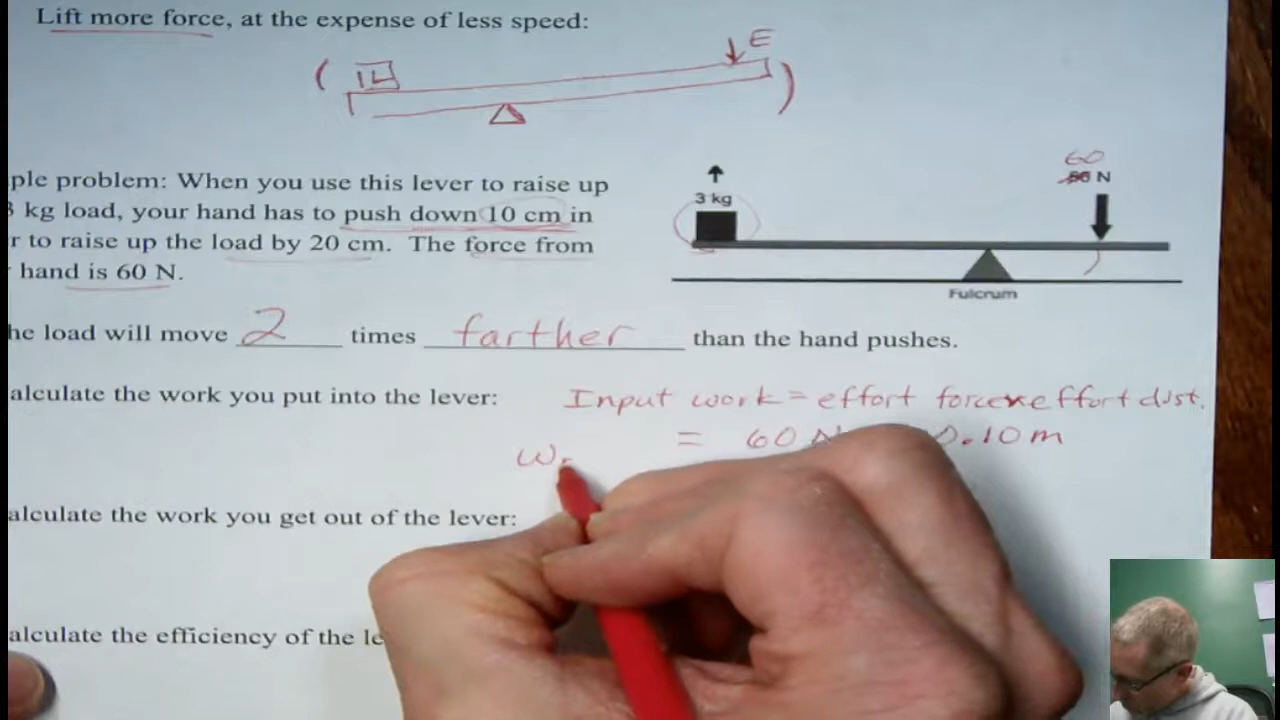 Lift more force, at the expense of less speed:
L
E
ple problem: When you use this lever to raise up
3 kg load, your hand has to push down 10 cm in
r to raise up the load by 20 cm. The force from
hand is 60 N.
3 kg
60
N
Fulcrum
he load will move 2 times farther than the hand pushes.
alculate the work you put into the lever: Input work = effort force x effort dist.
= 60 N 0.10 m
W
alculate the work you get out of the lever:
alculate the efficiency of the le